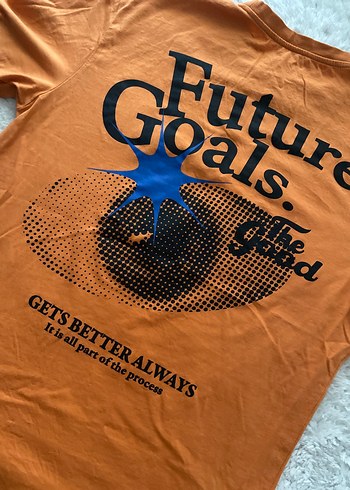 Future
Goals.
The
Good
GETS BETTER ALWAYS
It is all part of the process